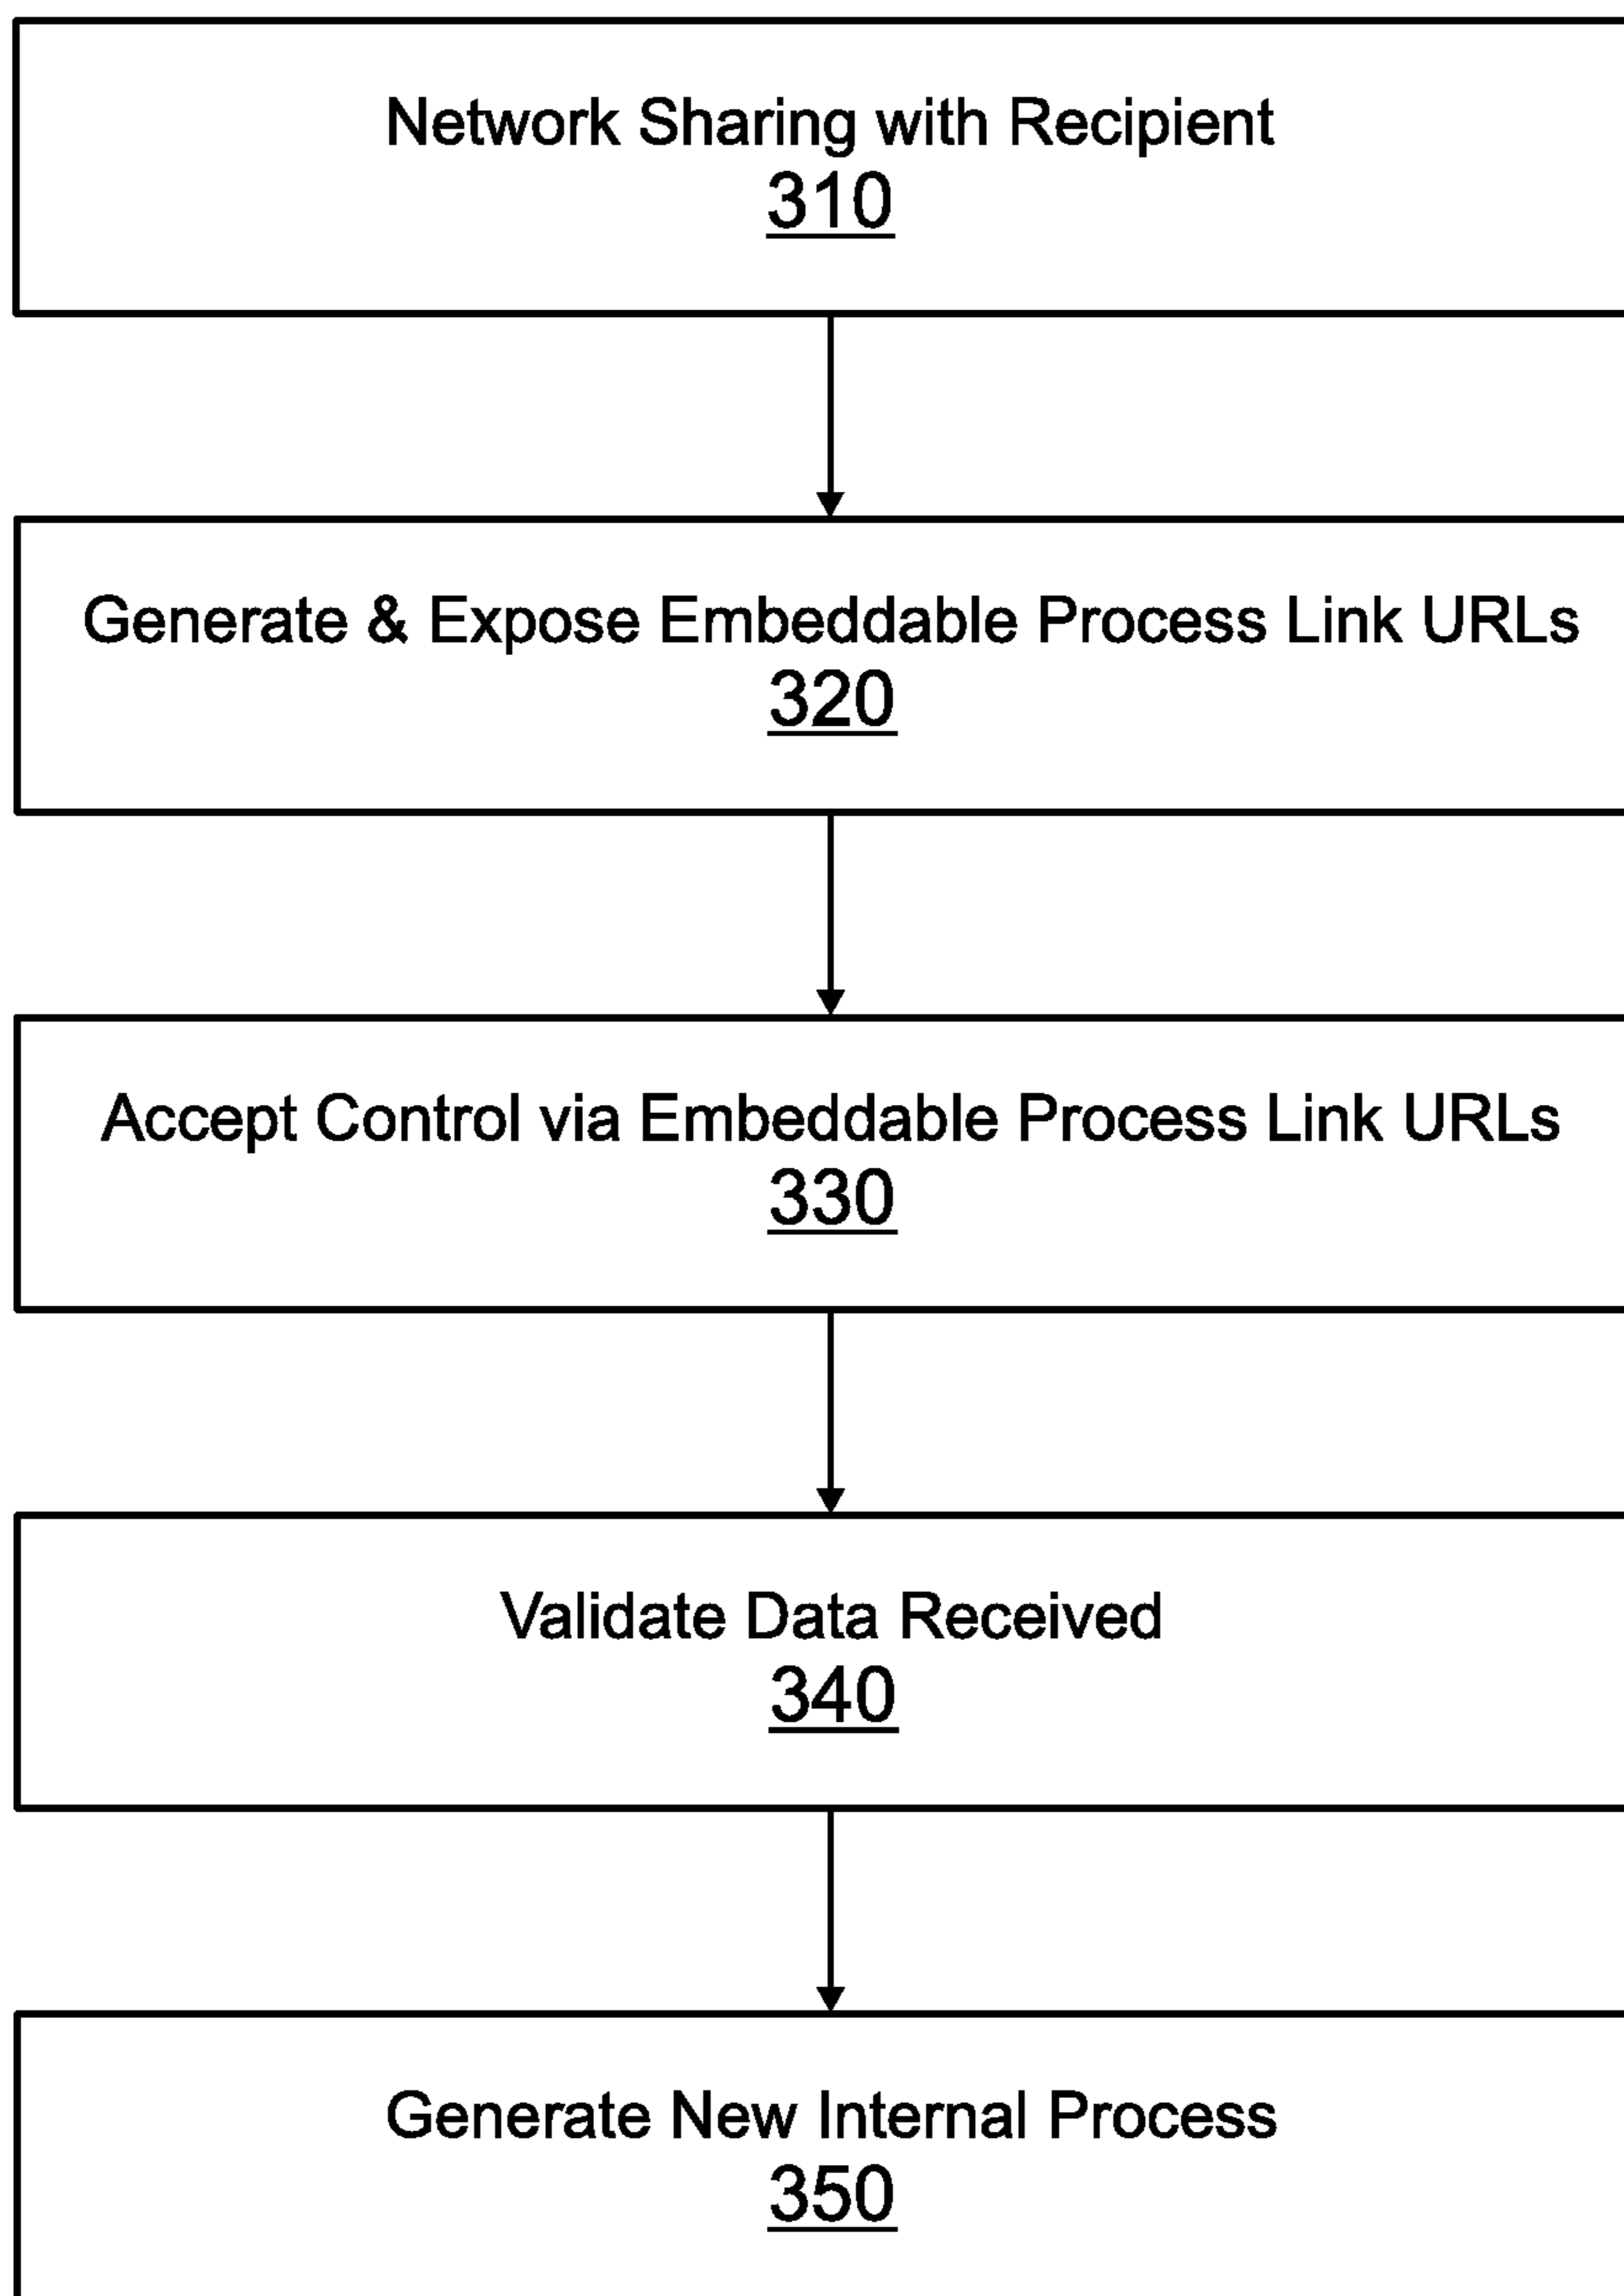 Network Sharing with Recipient
310
Generate & Expose Embeddable Process Link URLs
320
Accept Control via Embeddable Process Link URLs
330
Validate Data Received
340
Generate New Internal Process
350